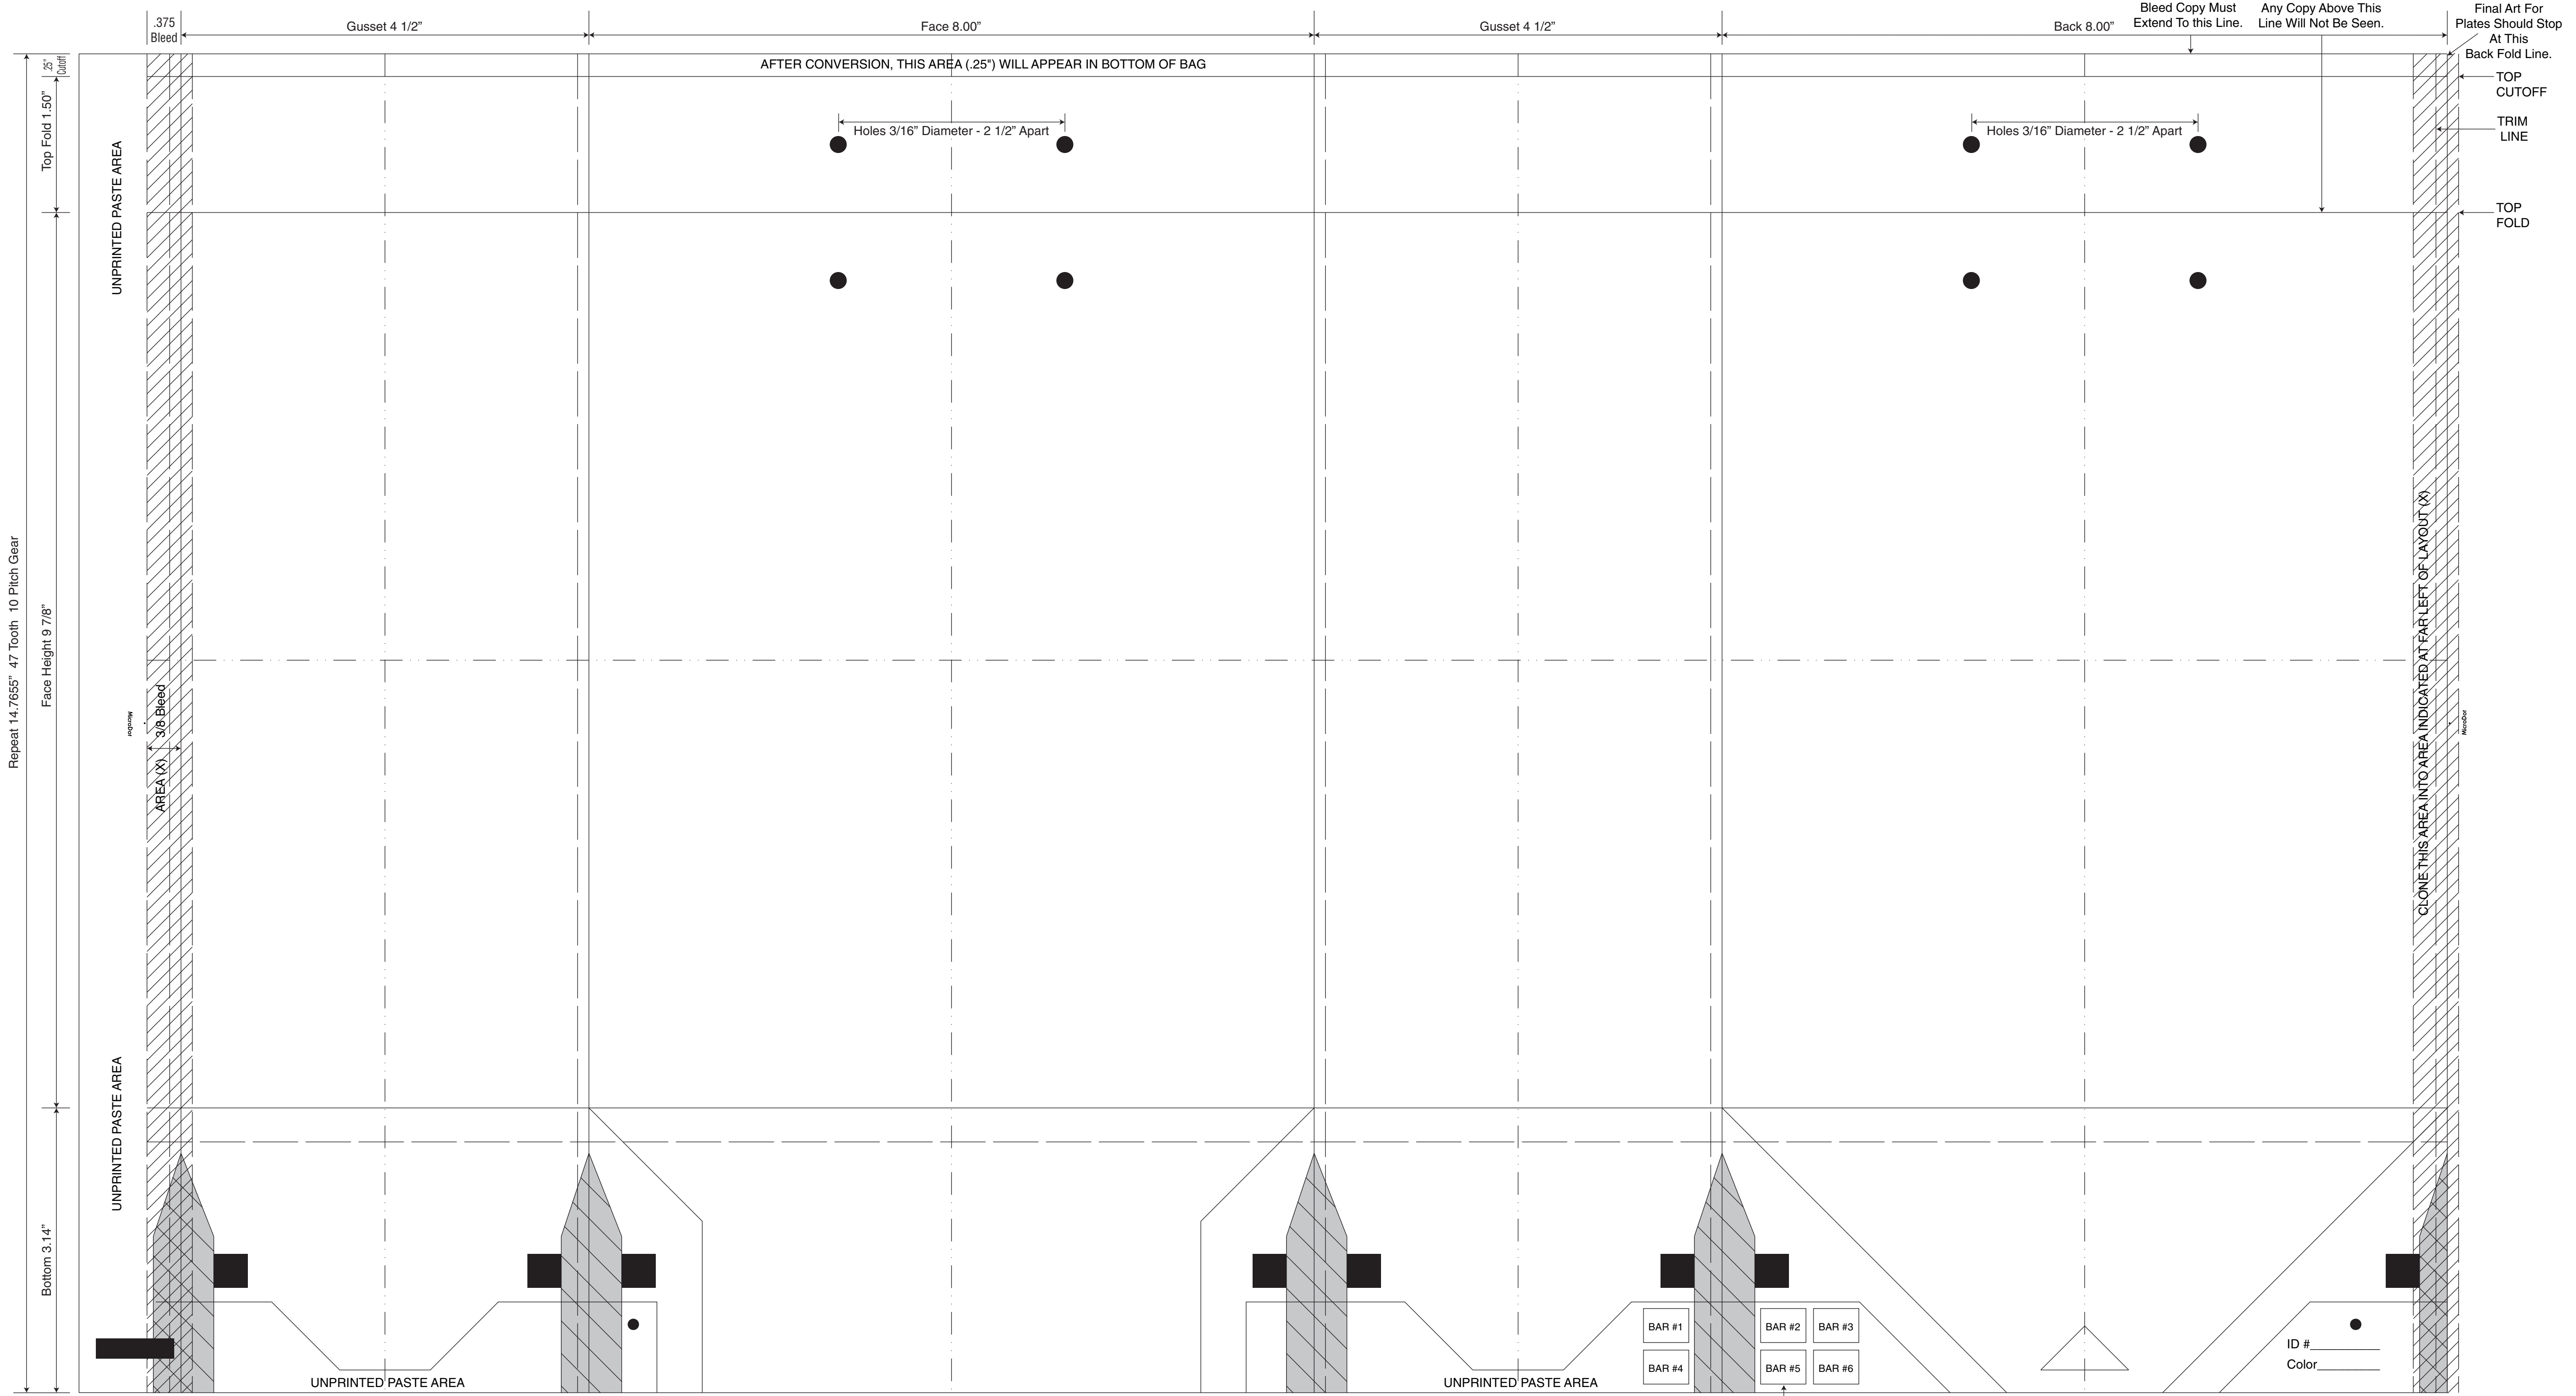 .375
Bleed
Gusset 4 1/2”
Face 8.00”
Gusset 4 1/2”
Back 8.00”
Bleed Copy Must
Extend To this Line.
Any Copy Above This
Line Will Not Be Seen.
Final Art For
Plates Should Stop
At This
Back Fold Line.
.25"
Cutoff
AFTER CONVERSION, THIS AREA (.25") WILL APPEAR IN BOTTOM OF BAG
TOP
CUTOFF
Top Fold 1.50”
UNPRINTED PASTE AREA
Holes 3/16” Diameter - 2 1/2” Apart
Holes 3/16” Diameter - 2 1/2” Apart
TRIM
LINE
TOP
FOLD
Repeat 14.7655”  47 Tooth  10 Pitch Gear
Face Height 9 7/8”
MicroDot
3/8 Bleed
AREA (X)
CLONE THIS AREA INTO AREA INDICATED AT FAR LEFT OF LAYOUT (X)
MicroDot
UNPRINTED PASTE AREA
Bottom 3.14”
BAR #1
BAR #2
BAR #3
BAR #4
BAR #5
BAR #6
ID #__________
Color_________
UNPRINTED PASTE AREA
UNPRINTED PASTE AREA